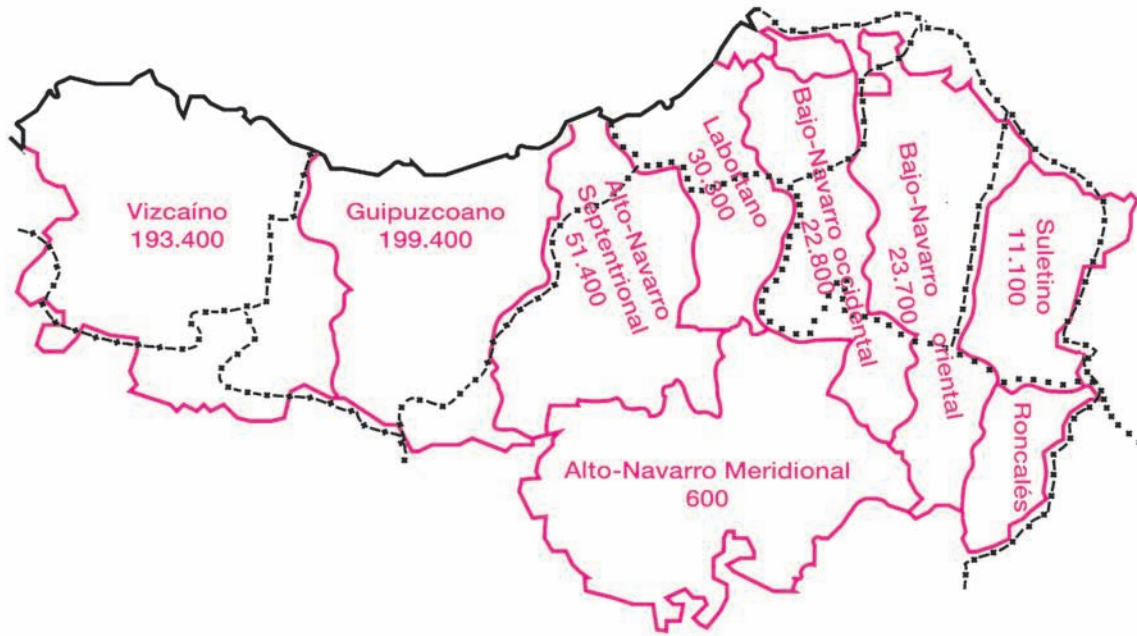 Vizcaíno
193.400
Guipuzcoano
199.400
Alto-Navarro
Septentrional
51.400
Labortano
30.300
Bajo-Navarro occidental
22.800
Bajo-Navarro oriental
23.700
Suletino
11.100
Roncalés
Alto-Navarro Meridional
600